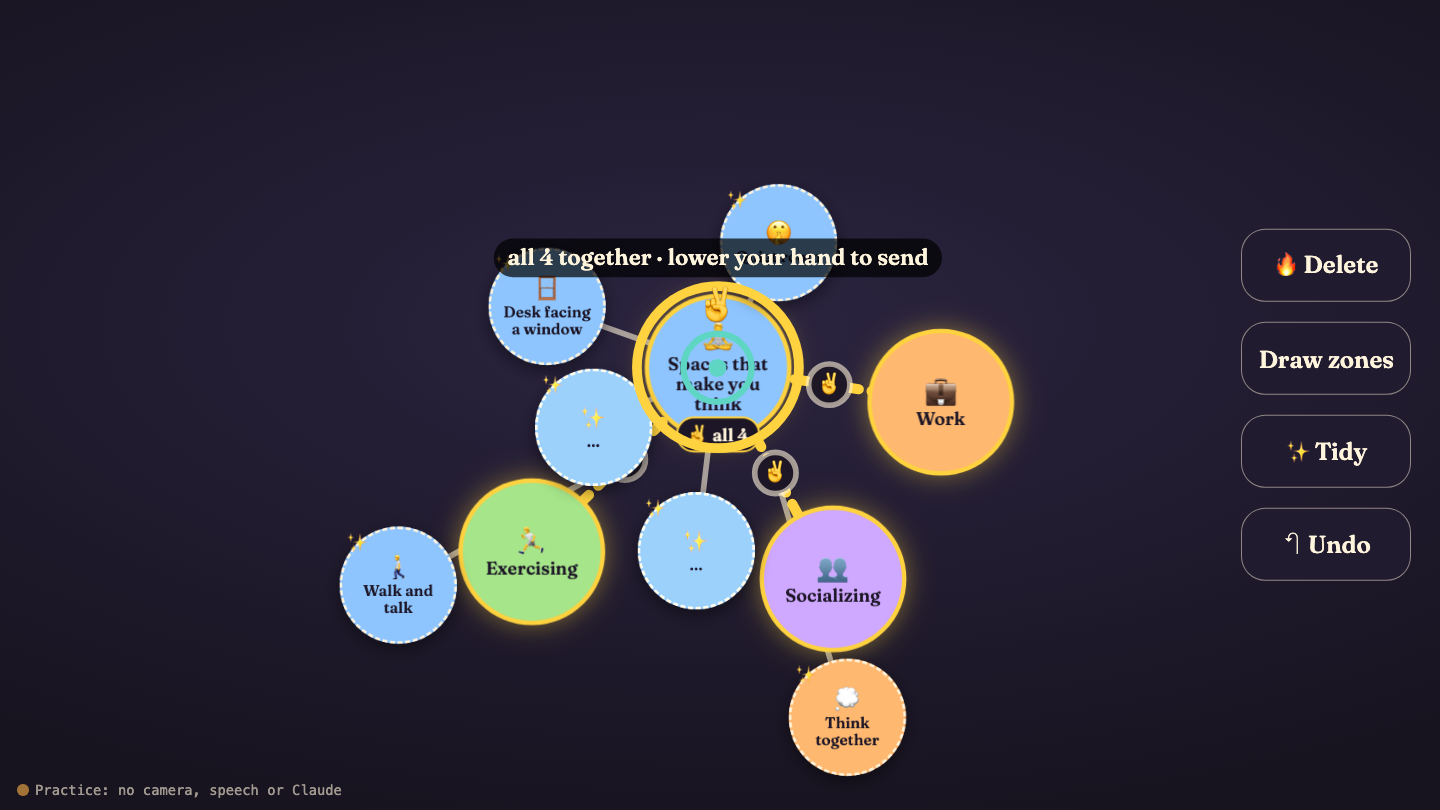 all 4 together · lower your hand to send
Desk facing
a window
Spaces that
make you
think
all 4
Work
...
Exercising
Walk and
talk
...
Socializing
Think
together
Delete
Draw zones
Tidy
Undo
Practice: no camera, speech or Claude